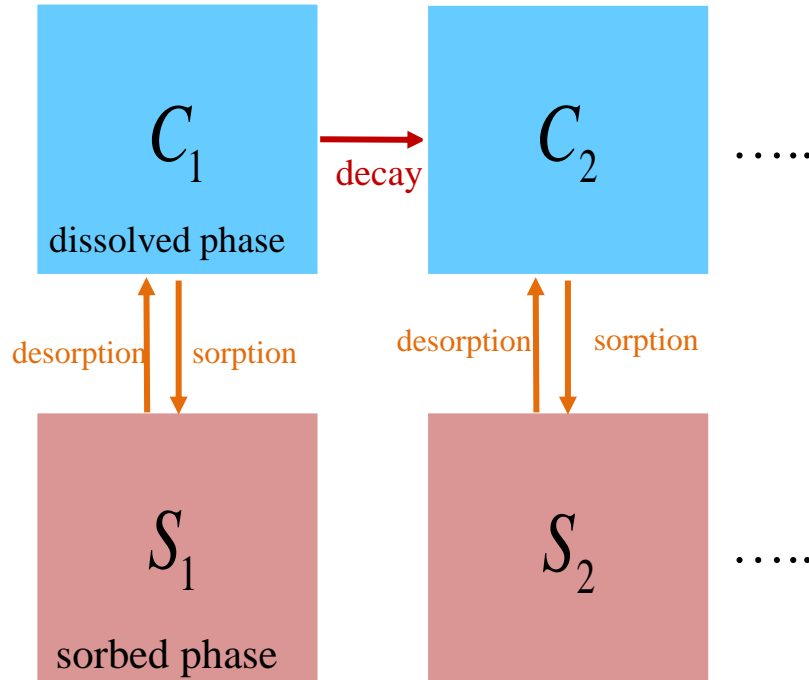 C1
C2
.....
decay
dissolved phase
desorption
sorption
desorption
sorption
S1
S2
.....
sorbed phase